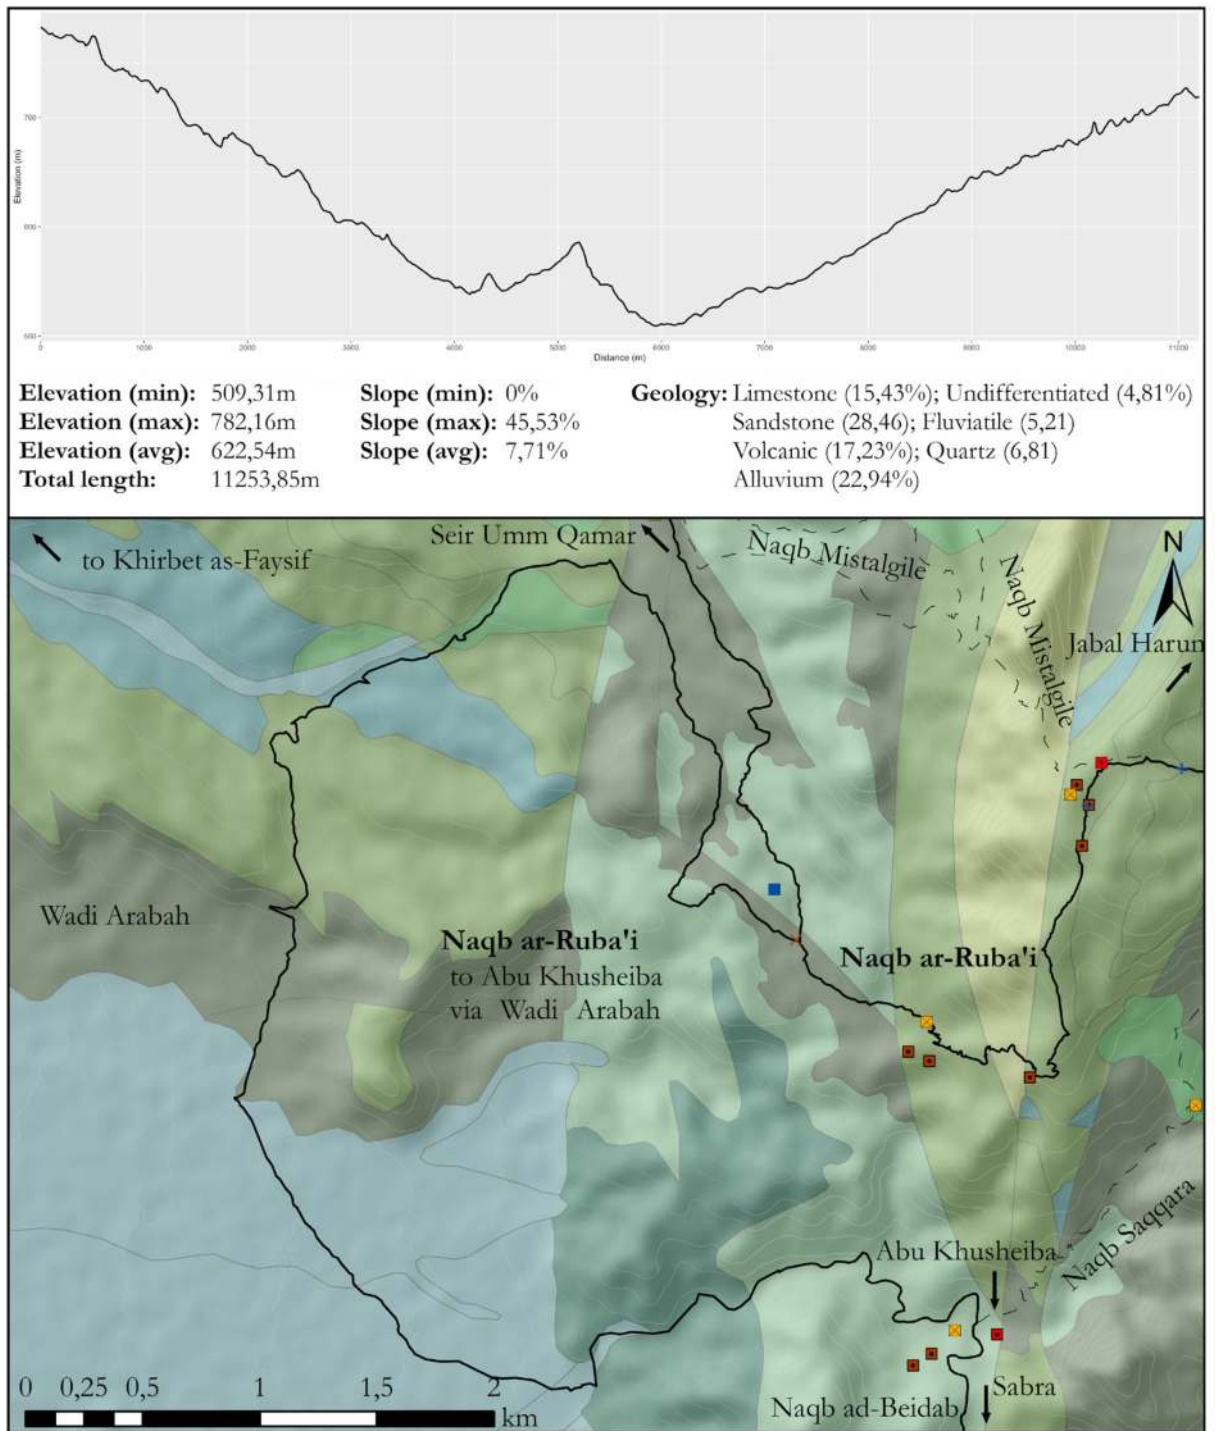 700
600
500
Elevation (m)
0 1000 2000 3000 4000 5000 6000 7000 8000 9000 10000 11000
Distance (m)
Elevation (min): 509,31m Slope (min): 0% Geology: Limestone (15,43%); Undifferentiated (4,81%)
Elevation (max): 782,16m Slope (max): 45,53% Sandstone (28,46); Fluviatile (5,21)
Elevation (avg): 622,54m Slope (avg): 7,71% Volcanic (17,23%); Quartz (6,81)
Total length: 11253,85m Alluvium (22,94%)
Seir Umm Qamar
to Khirbet as-Faysif
Naqb Mistalgile
N
Naqb Mistalgile
Jabal Harun
Wadi Arabah
Naqb ar-Ruba'i
to Abu Khusheiba
via Wadi Arabah
Naqb ar-Ruba'i
Naqb Saqqara
Abu Khusheiba
Sabra
Naqb ad-Beidab
0 0,25 0,5 1 1,5 2
km